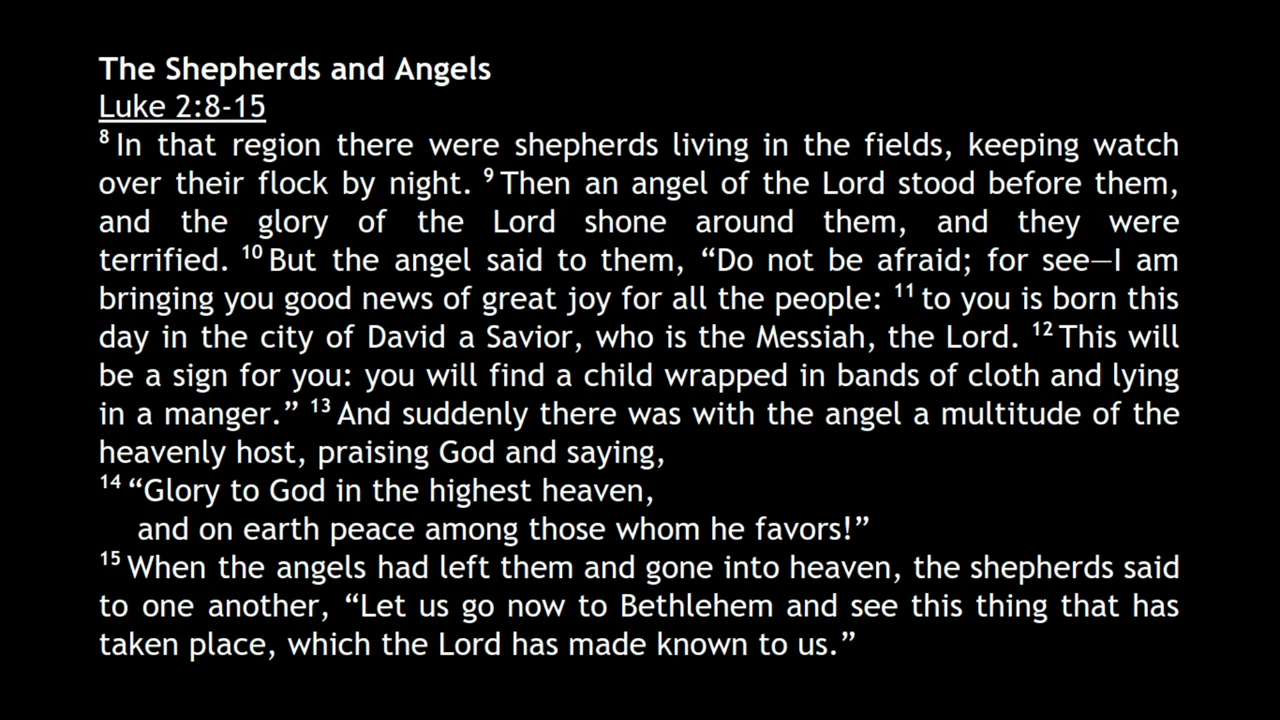 The Shepherds and Angels
Luke 2:8-15
⁸ In that region there were shepherds living in the fields, keeping watch
over their flock by night. ⁹ Then an angel of the Lord stood before them,
and the glory of the Lord shone around them, and they were
terrified. ¹⁰ But the angel said to them, “Do not be afraid; for see—I am
bringing you good news of great joy for all the people: ¹¹ to you is born this
day in the city of David a Savior, who is the Messiah, the Lord. ¹² This will
be a sign for you: you will find a child wrapped in bands of cloth and lying
in a manger.” ¹³ And suddenly there was with the angel a multitude of the
heavenly host, praising God and saying,
¹⁴ “Glory to God in the highest heaven,
and on earth peace among those whom he favors!”
¹⁵ When the angels had left them and gone into heaven, the shepherds said
to one another, “Let us go now to Bethlehem and see this thing that has
taken place, which the Lord has made known to us.”